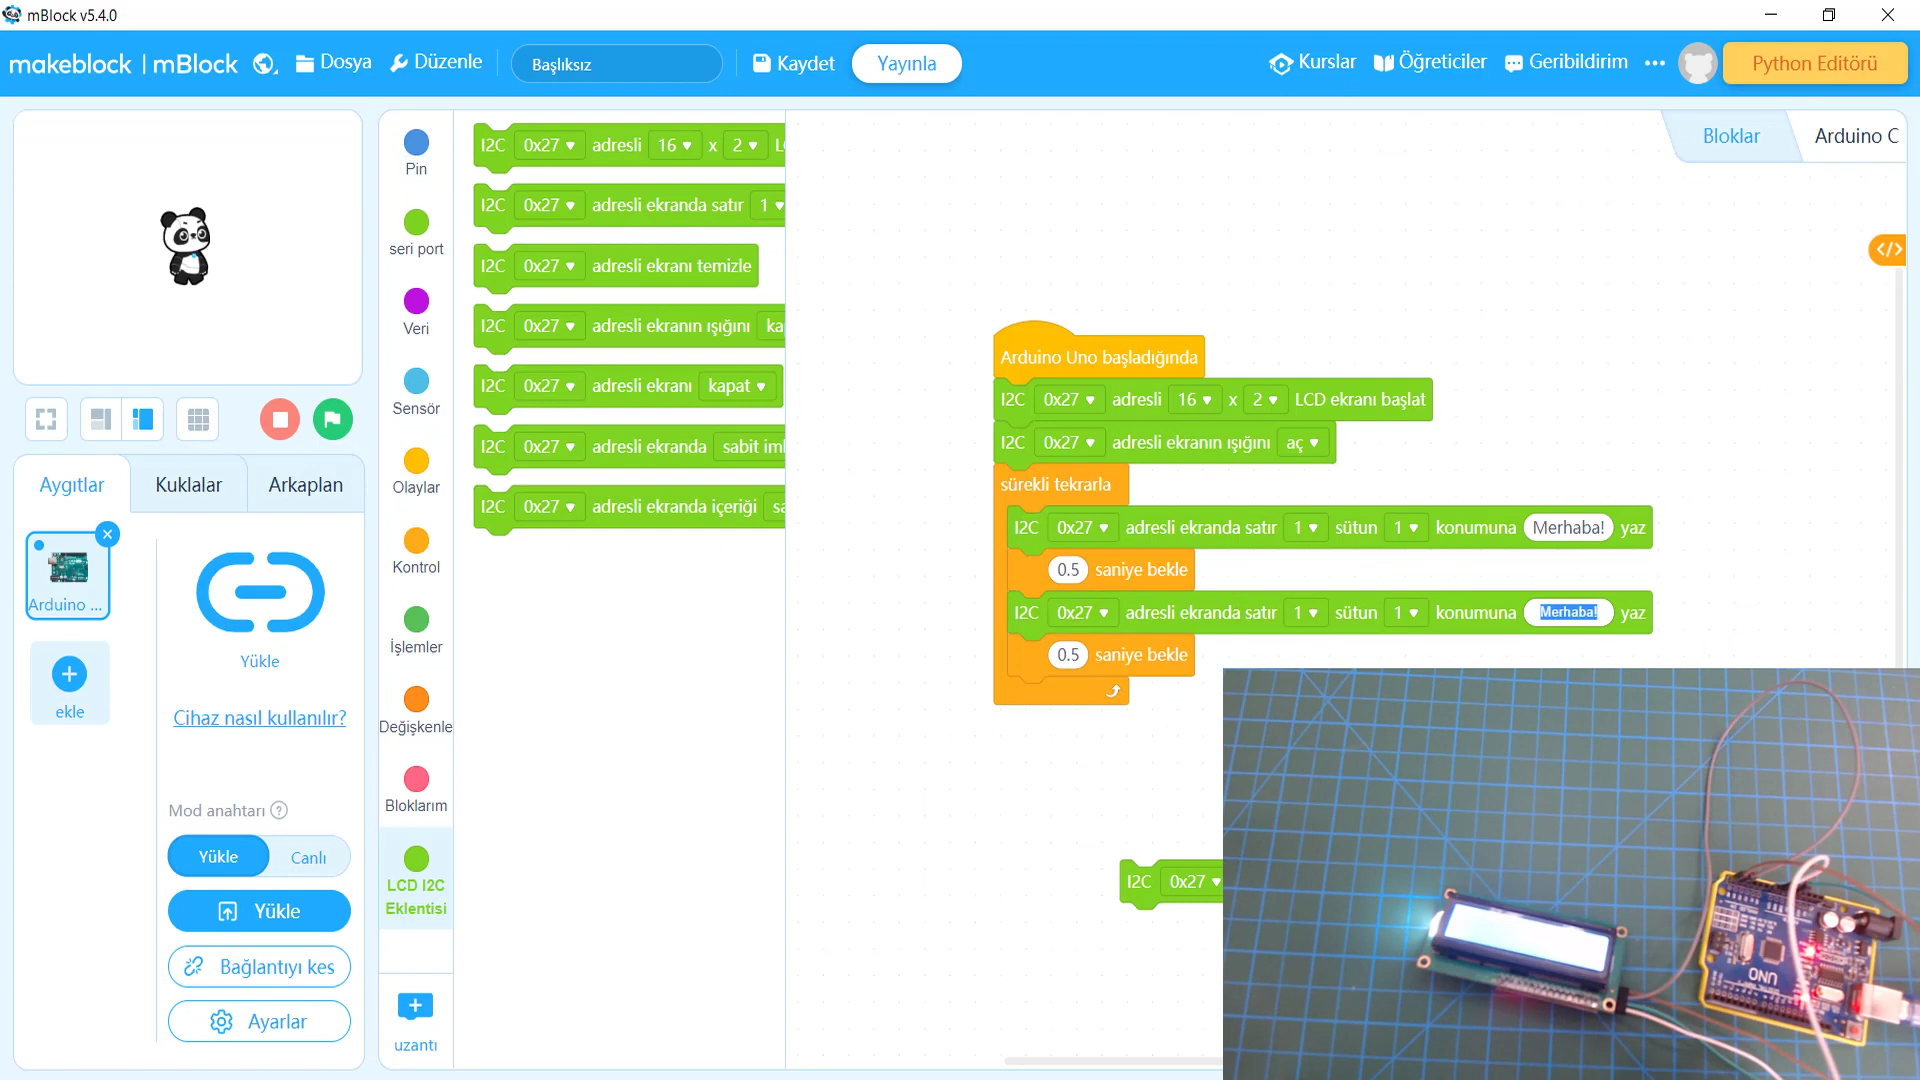 mBlock v5.4.0
makeblock | mBlock
Dosya
Düzenle
Başlıksız
Kaydet
Yayınla
Kurslar
Öğreticiler
Geribildirim
Python Editörü
Aygıtlar
Kuklalar
Arkaplan
Arduino ...
ekle
Yükle
Cihaz nasıl kullanılır?
Mod anahtarı ?
Yükle
Canlı
Yükle
Bağlantıyı kes
Ayarlar
Pin
seri port
Veri
Sensör
Olaylar
Kontrol
İşlemler
Değişkenle
Bloklarım
LCD I2C
Eklentisi
uzantı
I2C 0x27 adresli 16 x 2 L
I2C 0x27 adresli ekranda satır 1
I2C 0x27 adresli ekranı temizle
I2C 0x27 adresli ekranın ışığını ka
I2C 0x27 adresli ekranı kapat
I2C 0x27 adresli ekranda sabit iml
I2C 0x27 adresli ekranda içeriği sa
Bloklar
Arduino C
</>
Arduino Uno başladığında
I2C 0x27 adresli 16 x 2 LCD ekranı başlat
I2C 0x27 adresli ekranın ışığını aç
sürekli tekrarla
I2C 0x27 adresli ekranda satır 1 sütun 1 konumuna Merhaba! yaz
0.5 saniye bekle
I2C 0x27 adresli ekranda satır 1 sütun 1 konumuna Merhaba! yaz
0.5 saniye bekle
I2C 0x27
UNO